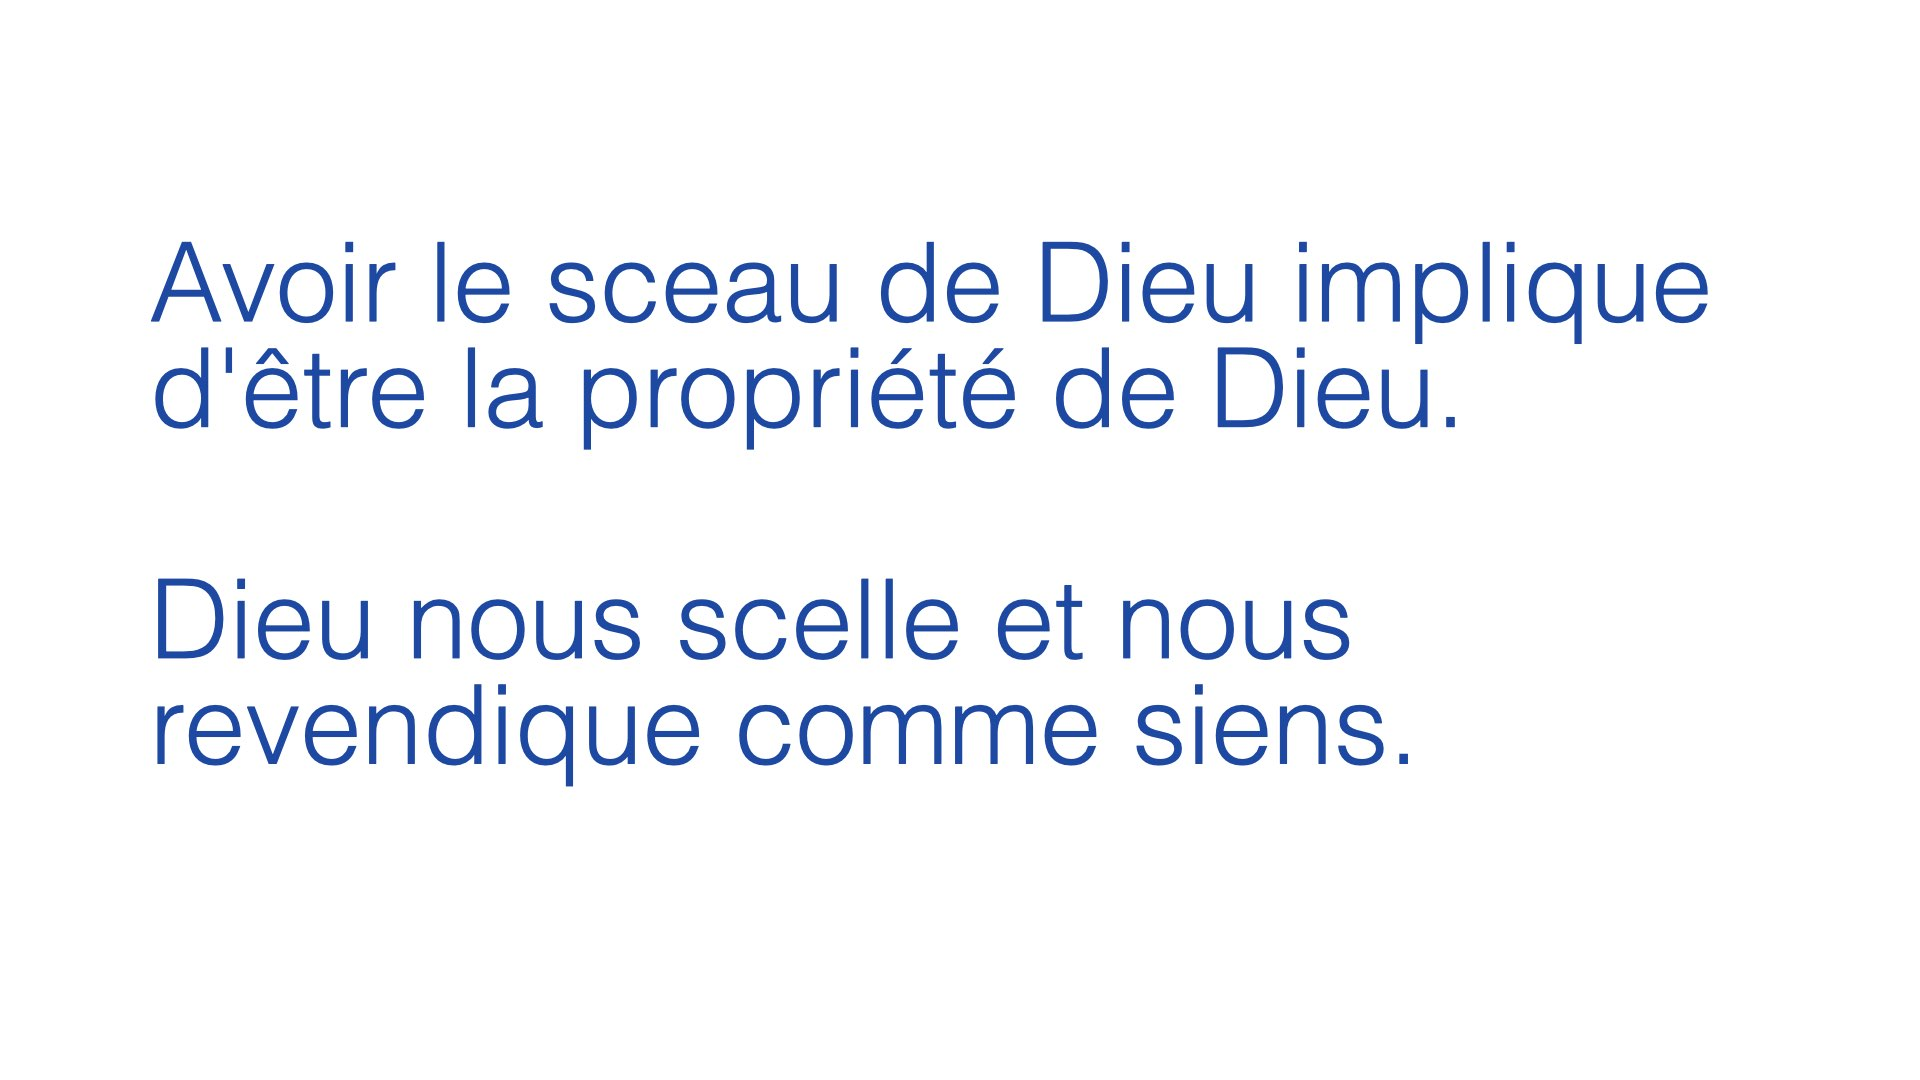 Avoir le sceau de Dieu implique
d'être la propriété de Dieu.
Dieu nous scelle et nous
revendique comme siens.